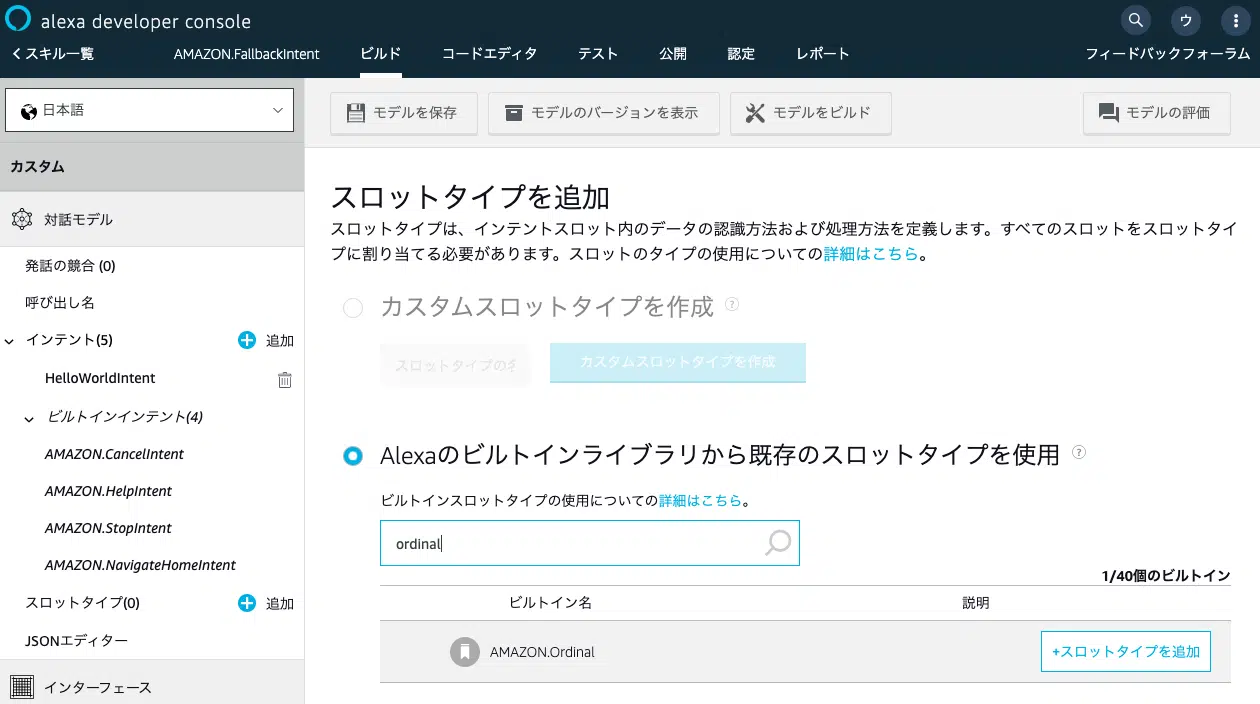 alexa developer console
ウ
スキル一覧
AMAZON.FallbackIntent
ビルド
コードエディタ
テスト
公開
認定
レポート
フィードバックフォーラム
日本語
モデルを保存
モデルのバージョンを表示
モデルをビルド
モデルの評価
カスタム
対話モデル
発話の競合 (0)
呼び出し名
インテント(5)
追加
HelloWorldIntent
ビルトインインテント(4)
AMAZON.CancelIntent
AMAZON.HelpIntent
AMAZON.StopIntent
AMAZON.NavigateHomeIntent
スロットタイプ(0)
追加
JSONエディター
インターフェース
スロットタイプを追加
スロットタイプは、インテントスロット内のデータの認識方法および処理方法を定義します。すべてのスロットをスロットタイ
プに割り当てる必要があります。スロットのタイプの使用についての詳細はこちら。
カスタムスロットタイプを作成 ?
スロットタイプの
カスタムスロットタイプを作成
Alexaのビルトインライブラリから既存のスロットタイプを使用 ?
ビルトインスロットタイプの使用についての詳細はこちら。
ordinal
1/40個のビルトイン
ビルトイン名
説明
AMAZON.Ordinal
+スロットタイプを追加